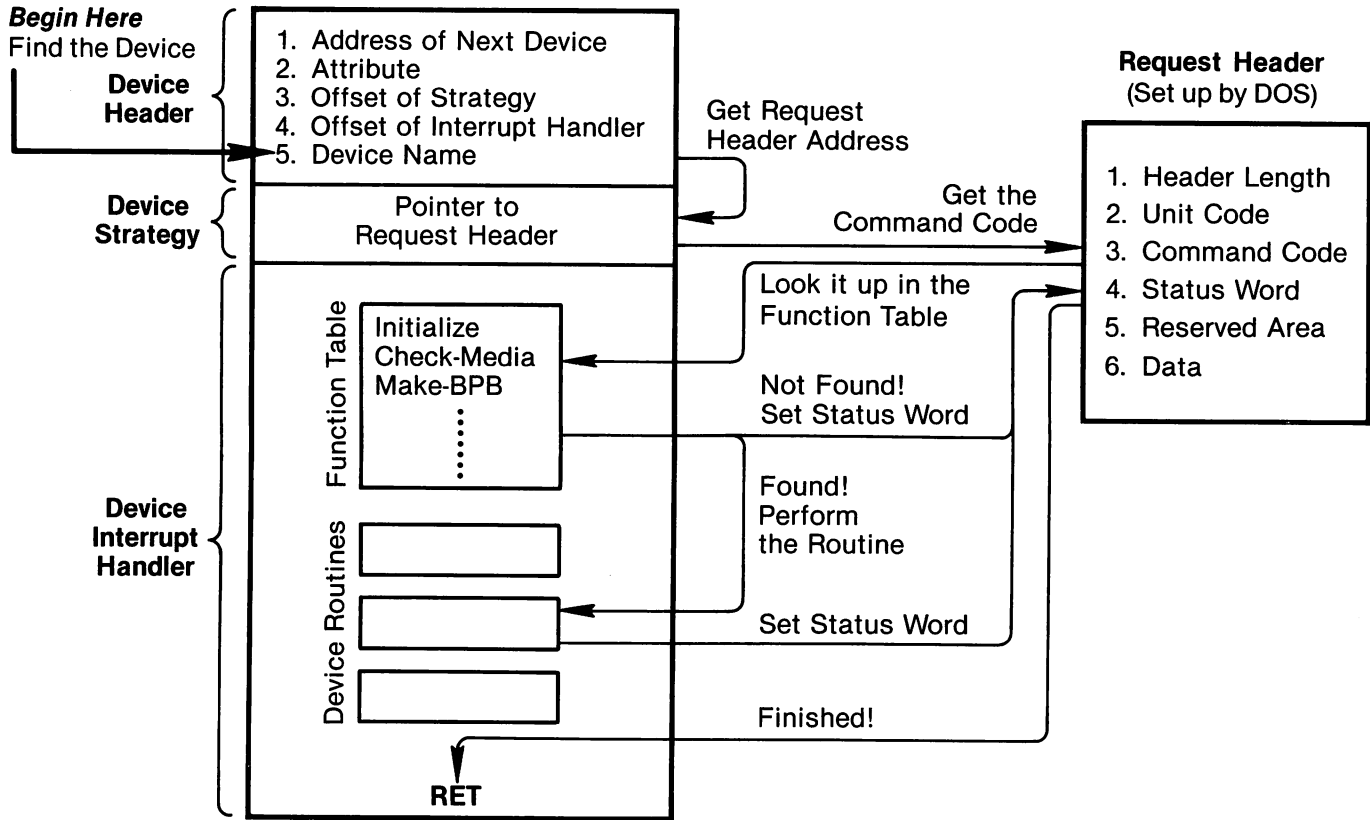 Begin Here
Find the Device
Device
Header
1. Address of Next Device
2. Attribute
3. Offset of Strategy
4. Offset of Interrupt Handler
5. Device Name
Get Request
Header Address
Request Header
(Set up by DOS)
1. Header Length
2. Unit Code
3. Command Code
4. Status Word
5. Reserved Area
6. Data
Device
Strategy
Pointer to
Request Header
Get the
Command Code
Look it up in the
Function Table
Device
Interrupt
Handler
Function Table
Initialize
Check-Media
Make-BPB
Not Found!
Set Status Word
Found!
Perform
the Routine
Device Routines
Set Status Word
Finished!
RET